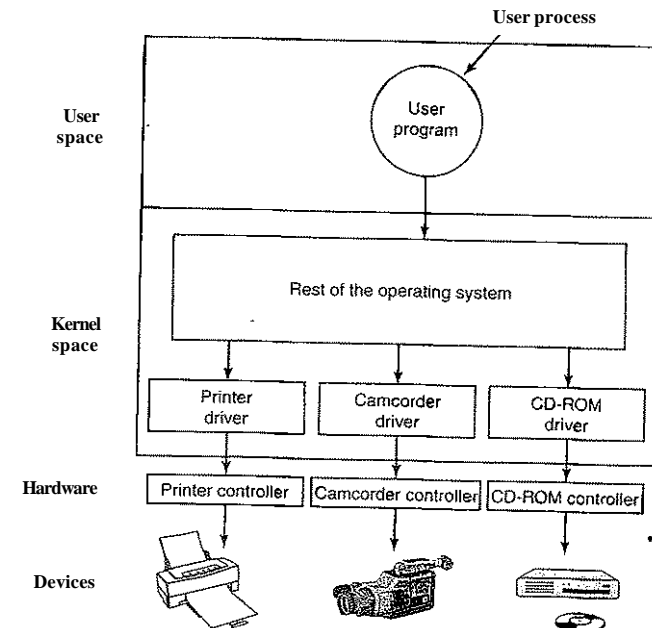 User process
User
space
User
program
Rest of the operating system
Kernel
space
Printer
driver
Camcorder
driver
CD-ROM
driver
Hardware
Printer controller
Camcorder controller
CD-ROM controller
Devices